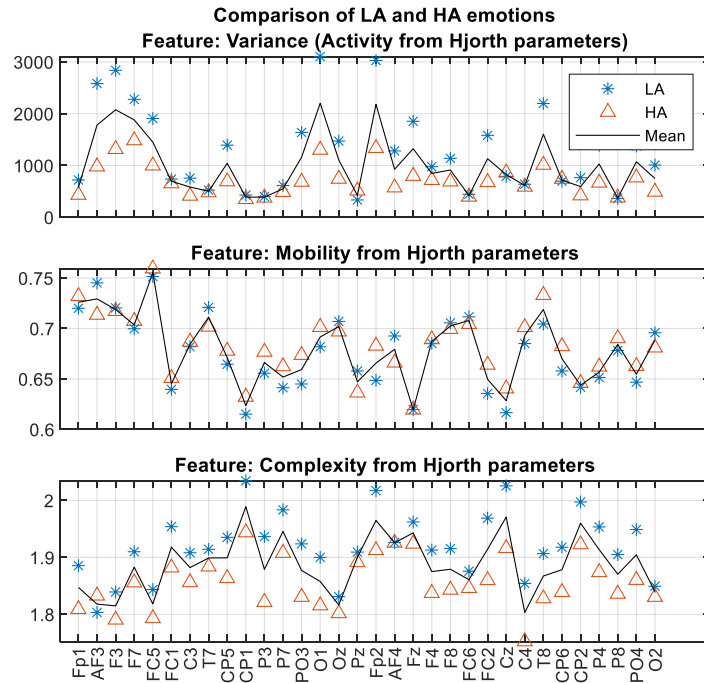 Comparison of LA and HA emotions
Feature: Variance (Activity from Hjorth parameters)
3000
2000
1000
0
LA
HA
Mean
Feature: Mobility from Hjorth parameters
0.75
0.7
0.65
0.6
Feature: Complexity from Hjorth parameters
2
1.9
1.8
Fp1
AF3
F3
F7
FC5
FC1
C3
T7
CP5
CP1
P3
P7
PO3
O1
Oz
Pz
Fp2
AF4
Fz
F4
F8
FC6
FC2
Cz
C4
T8
CP6
CP2
P4
P8
PO4
O2